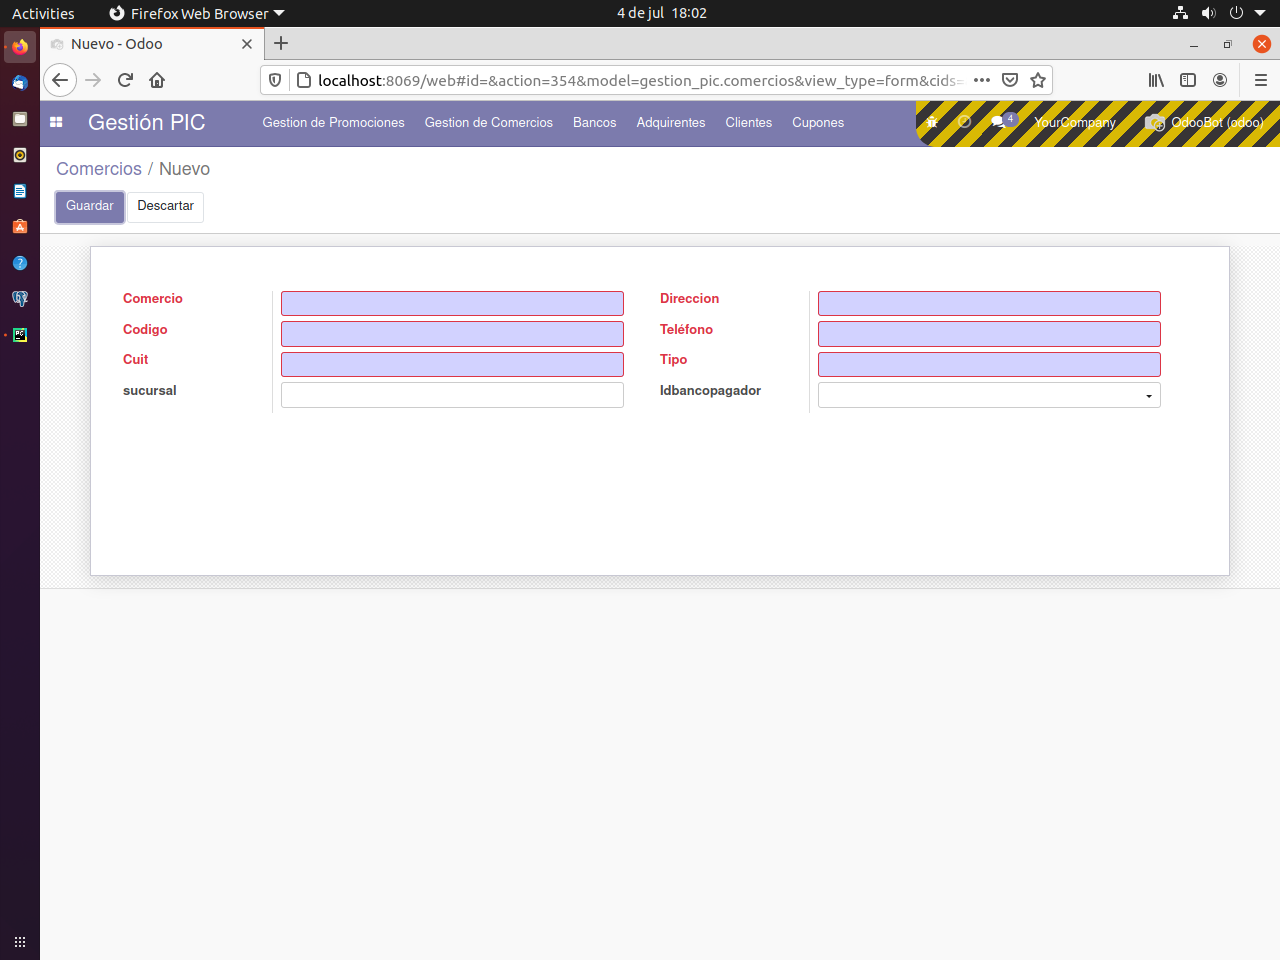 Activities
Firefox Web Browser
4 de jul 18:02
Nuevo - Odoo
localhost:8069/web#id=&action=354&model=gestion_pic.comercios&view_type=form&cids=
Gestión PIC
Gestion de Promociones
Gestion de Comercios
Bancos
Adquirentes
Clientes
Cupones
4
YourCompany
OdooBot (odoo)
Comercios / Nuevo
Guardar
Descartar
Comercio
Direccion
Codigo
Teléfono
Cuit
Tipo
sucursal
Idbancopagador